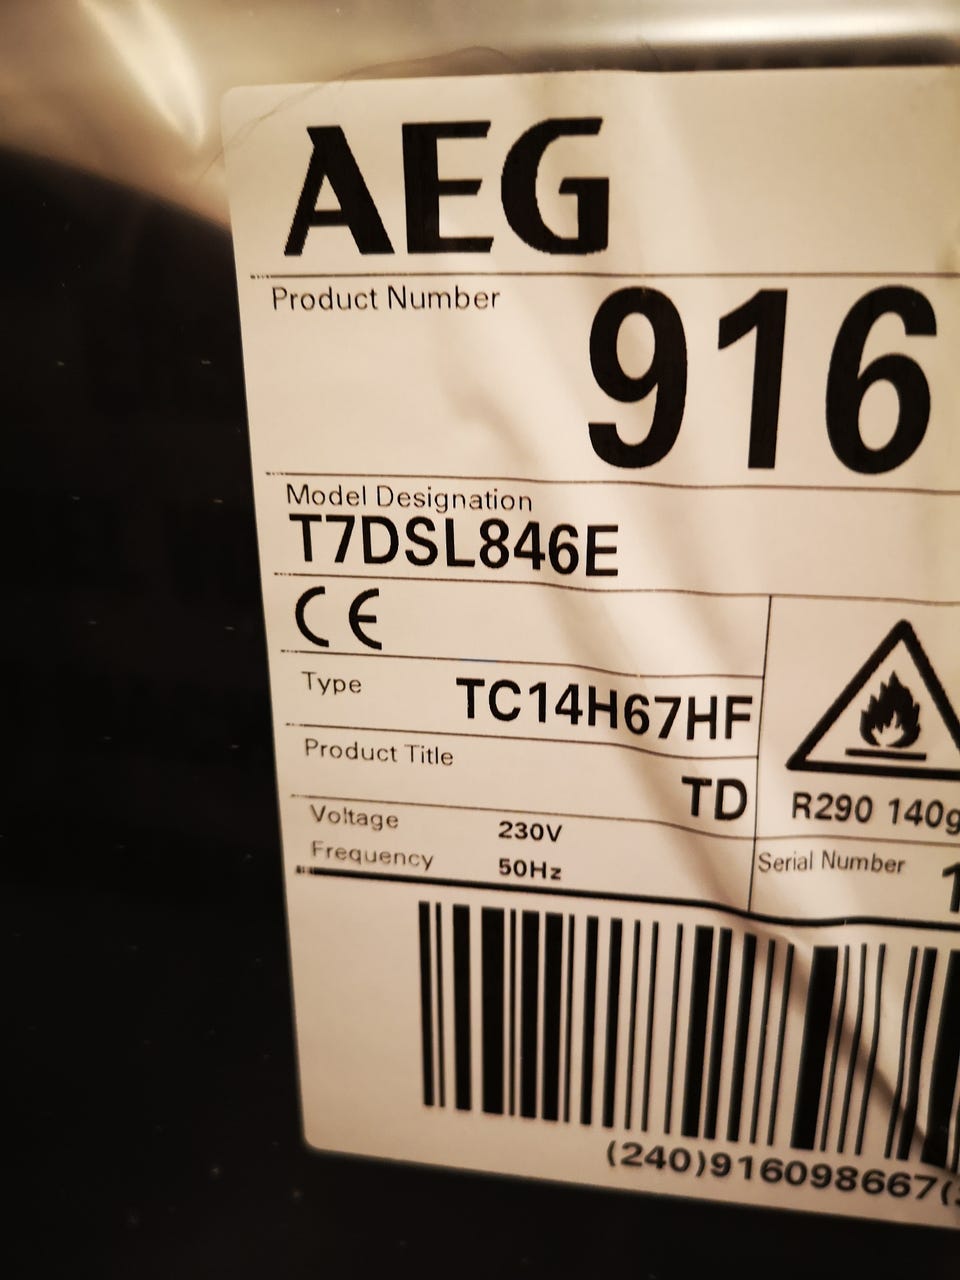 AEG
Product Number
916
Model Designation
T7DSL846E
CE
Type TC14H67HF
Product Title
TD
R290 140g
Voltage 230V
Frequency 50Hz
Serial Number 1
(240)916098667(